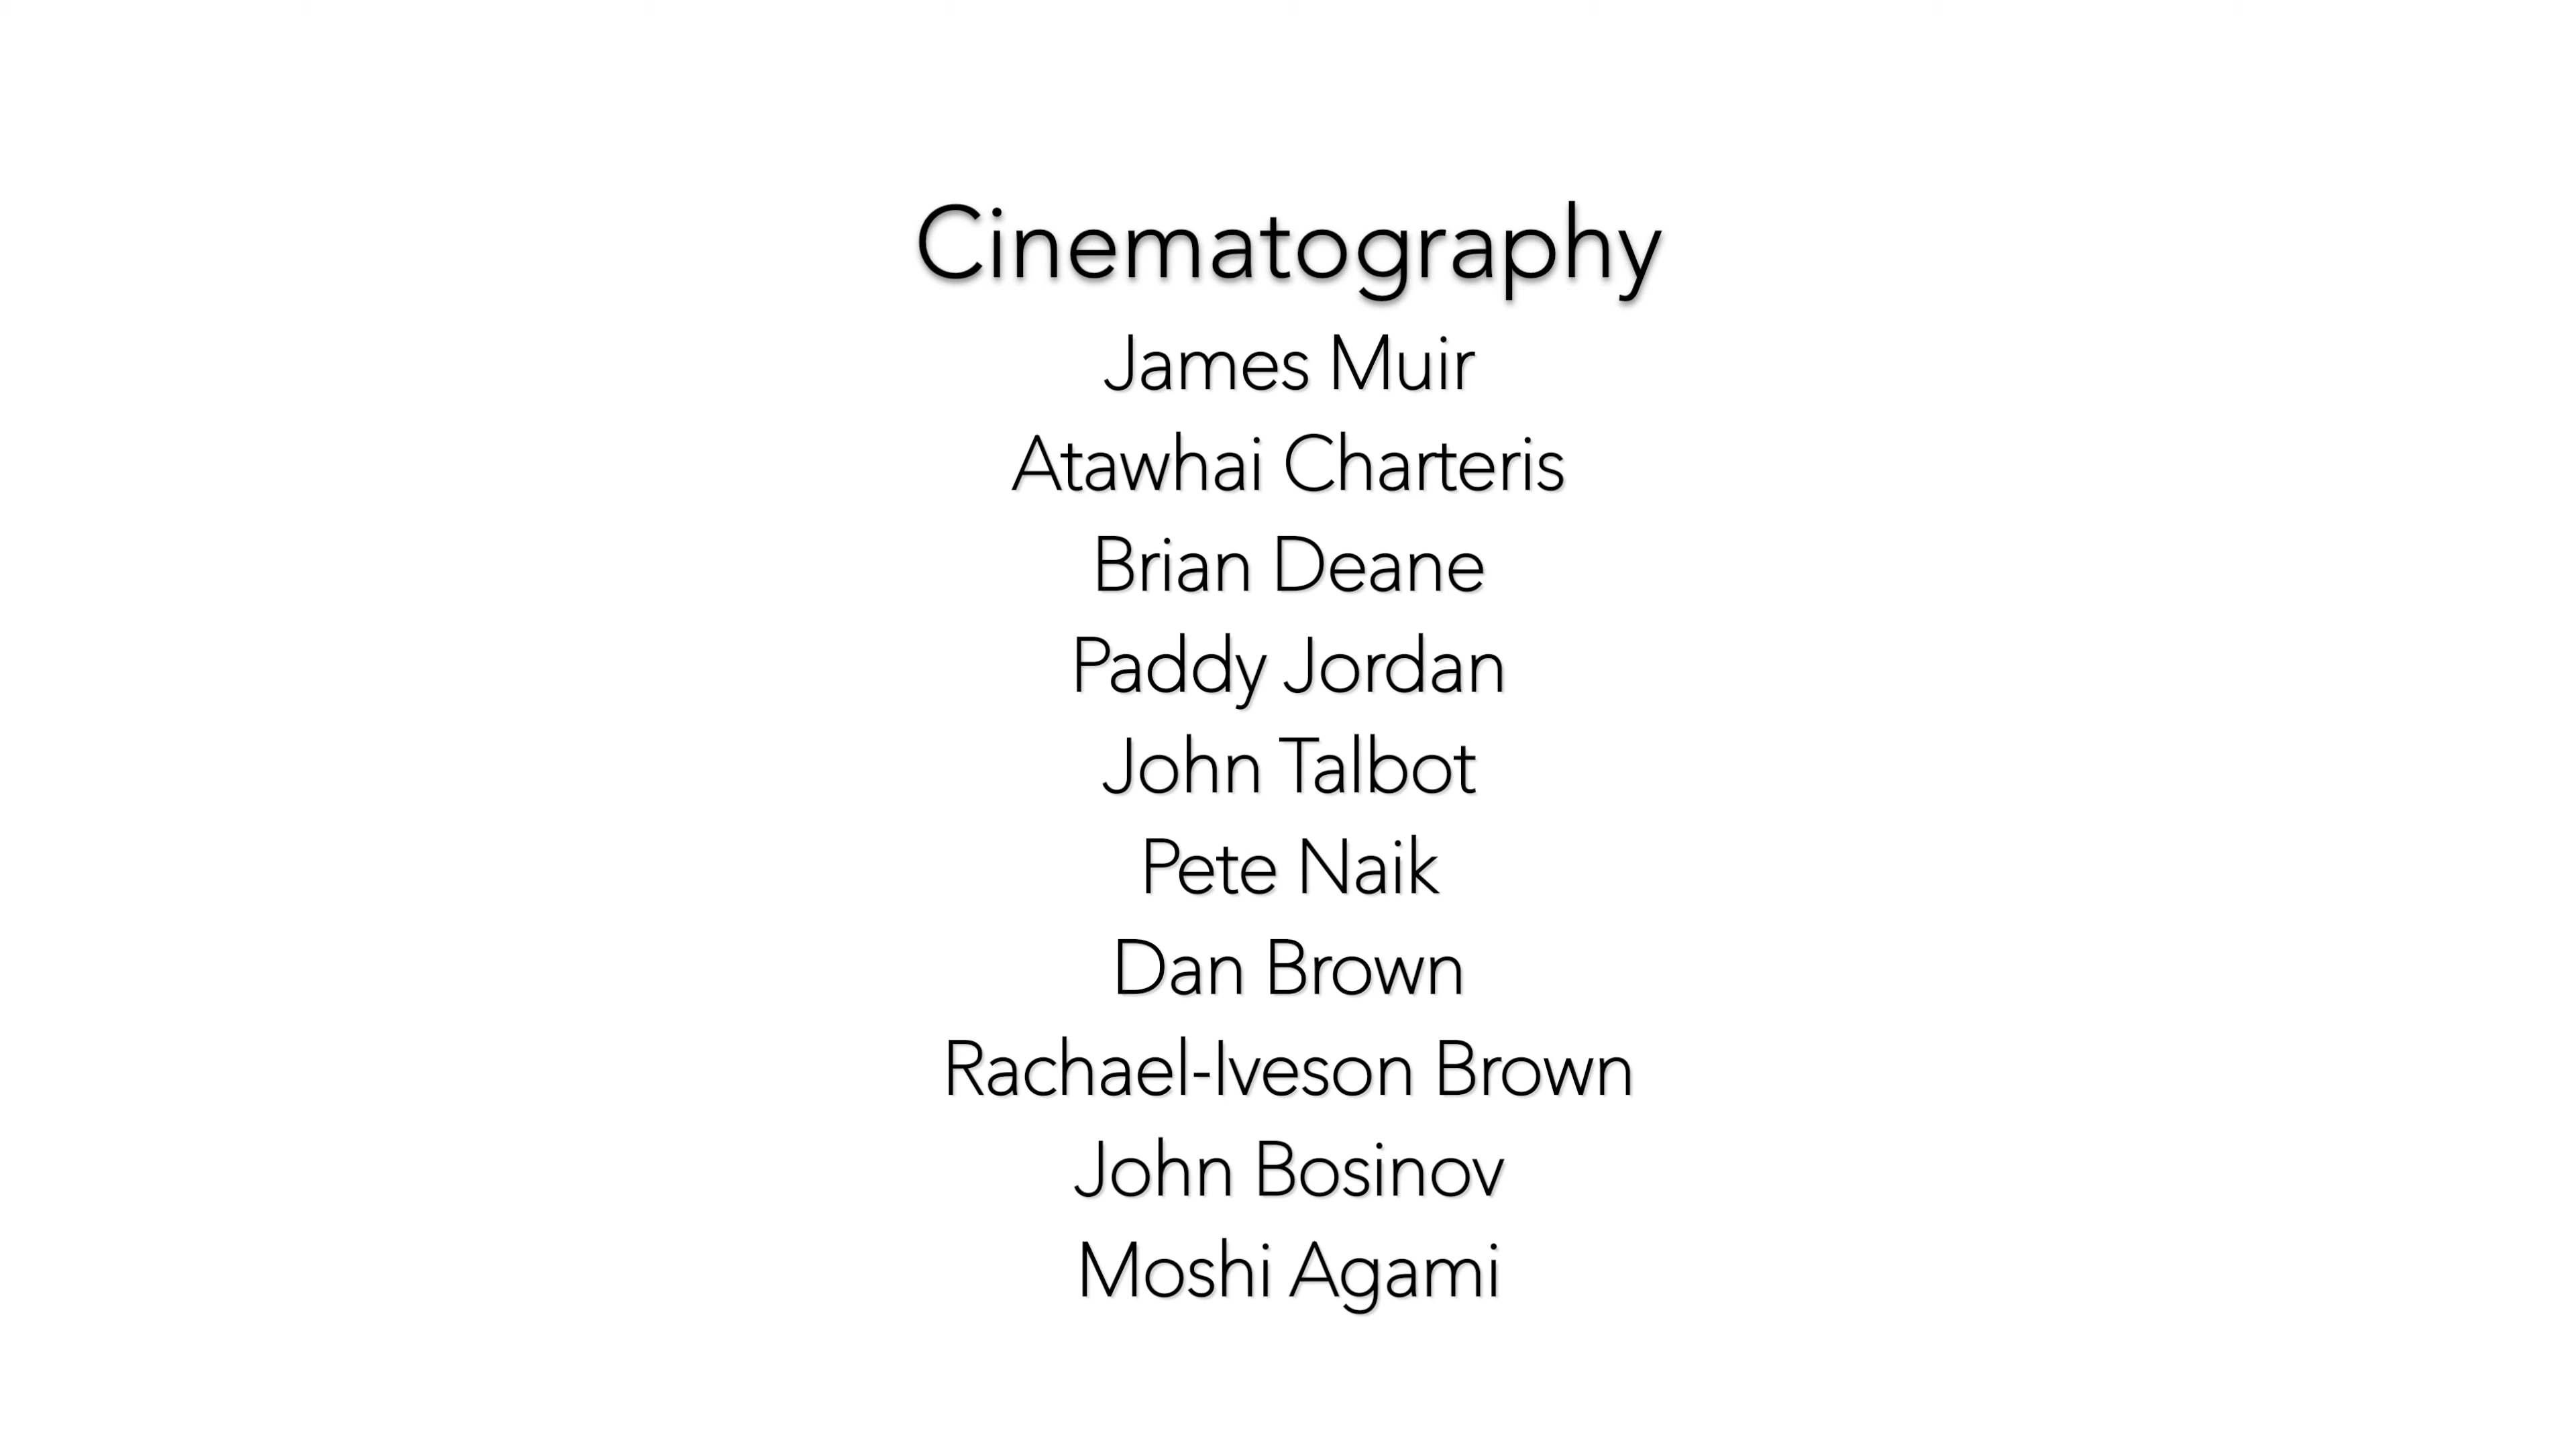 Cinematography
James Muir
Atawhai Charteris
Brian Deane
Paddy Jordan
John Talbot
Pete Naik
Dan Brown
Rachael-Iveson Brown
John Bosinov
Moshi Agami